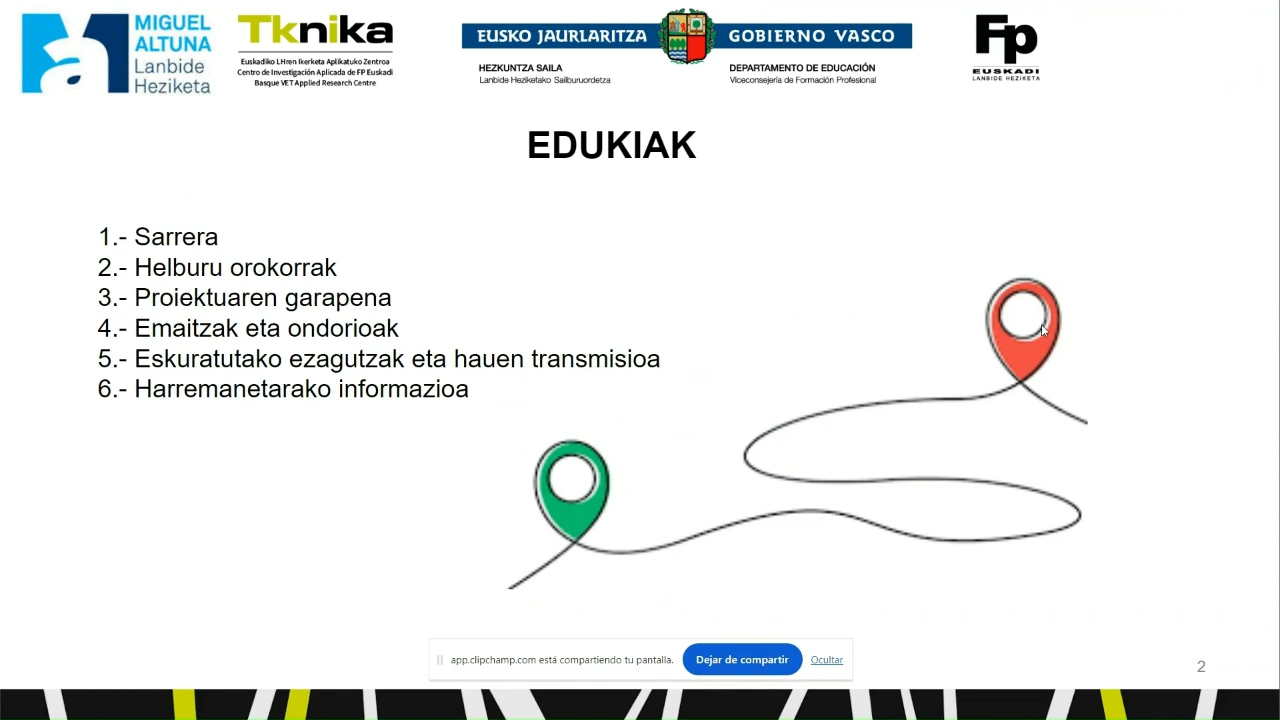 MIGUEL
ALTUNA
Lanbide
Heziketa
Tknika
Euskadiko LHren Ikerketa Aplikatuko Zentroa
Centro de Investigación Aplicada de FP Euskadi
Basque VET Applied Research Centre
EUSKO JAURLARITZA
GOBIERNO VASCO
HEZKUNTZA SAILA
Lanbide Heziketako Sailburuordetza
DEPARTAMENTO DE EDUCACIÓN
Viceconsejería de Formación Profesional
Fp
EUSKADI
LANBIDE HEZIKETA
EDUKIAK
1.- Sarrera
2.- Helburu orokorrak
3.- Proiektuaren garapena
4.- Emaitzak eta ondorioak
5.- Eskuratutako ezagutzak eta hauen transmisioa
6.- Harremanetarako informazioa
app.clipchamp.com está compartiendo tu pantalla.
Dejar de compartir
Ocultar
2